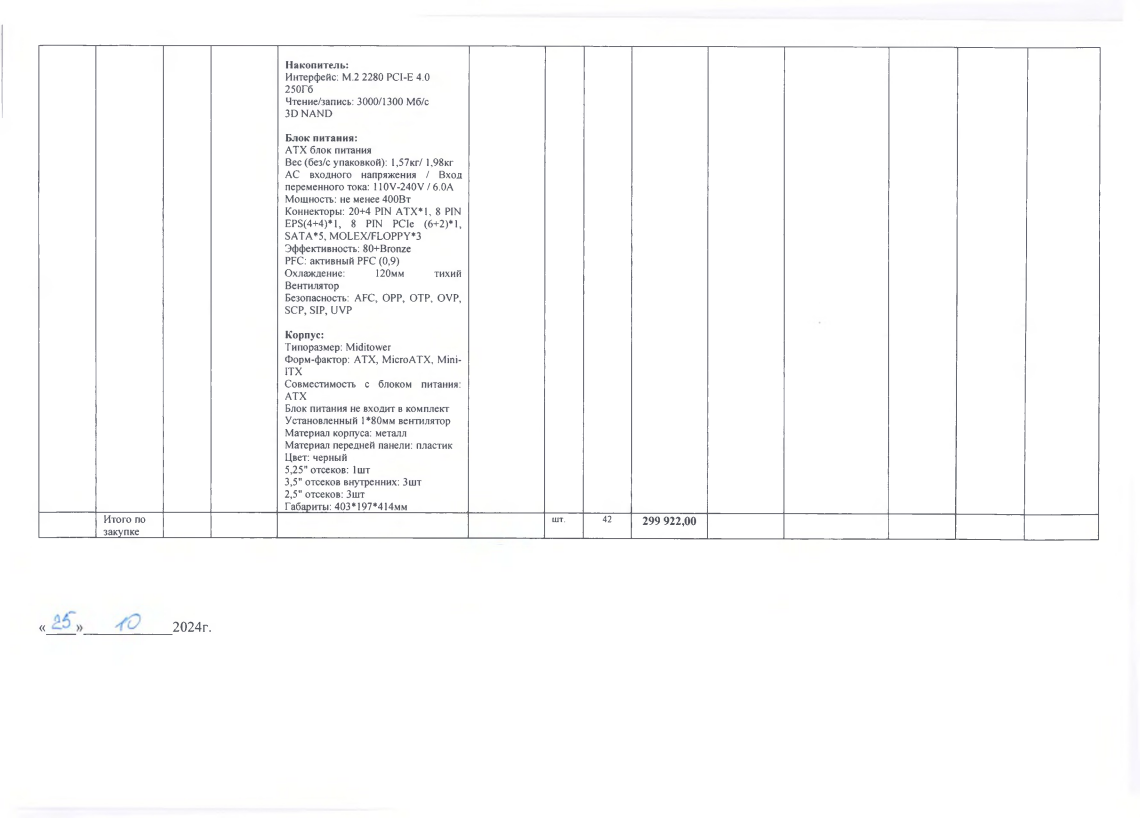 Накопитель:
Интерфейс: M.2 2280 PCI-E 4.0
250Гб
Чтение/запись: 3000/1300 Мб/с
3D NAND
Блок питания:
ATX блок питания
Вес (без/с упаковкой): 1,57кг/ 1,98кг
AC входного напряжения / Вход
переменного тока: 110V-240V / 6.0A
Мощность: не менее 400Вт
Коннекторы: 20+4 PIN ATX*1, 8 PIN
EPS(4+4)*1, 8 PIN PCIe (6+2)*1,
SATA*5, MOLEX/FLOPPY*3
Эффективность: 80+Bronze
PFC: активный PFC (0,9)
Охлаждение: 120мм тихий
Вентилятор
Безопасность: AFC, OPP, OTP, OVP,
SCP, SIP, UVP
Корпус:
Типоразмер: Miditower
Форм-фактор: ATX, MicroATX, Mini-
ITX
Совместимость с блоком питания:
ATX
Блок питания не входит в комплект
Установленный 1*80мм вентилятор
Материал корпуса: металл
Материал передней панели: пластик
Цвет: черный
5,25" отсеков: 1шт
3,5" отсеков внутренних: 3шт
2,5" отсеков: 3шт
Габариты: 403*197*414мм
Итого по
закупке
шт. 42 299 922,00
«25» 10 2024г.